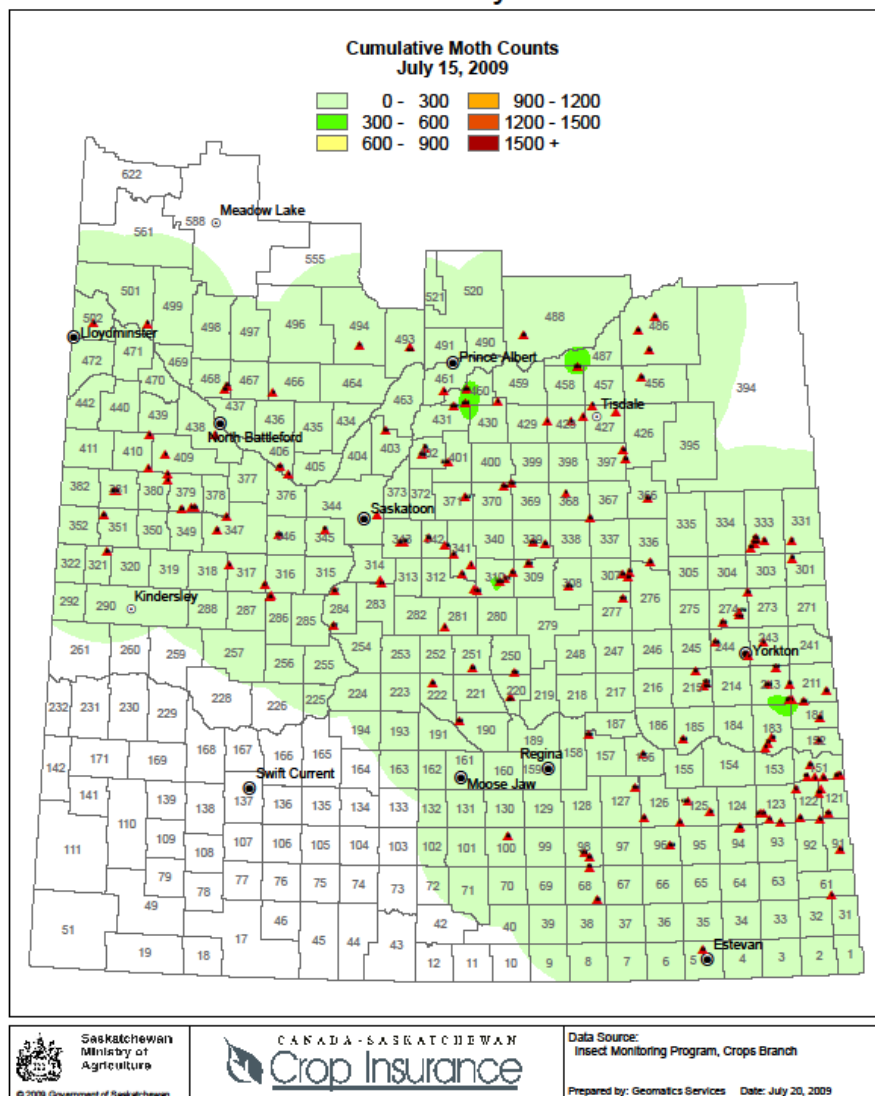 Cumulative Moth Counts
July 15, 2009
0 - 300 900 - 1200
300 - 600 1200 - 1500
600 - 900 1500 +
622
588 Meadow Lake
561
555
501 499 521 520
502 498 497 496 494 493 491 490 488 486
Lloydminster
472 471 469 Prince Albert 487
470 468 467 466 464 461 460 459 458 457 456 394
442 440 439 437 463 Tisdale
438 436 435 434 431 430 429 428 427 426
North Battleford
411 410 409 406 405 404 403 402 401 400 399 398 397 395
377
382 381 380 379 378 376 373 372 371 370 369 368 367 366
344 Saskatoon
352 351 350 349 347 346 345 343 342 341 340 339 338 337 336 335 334 333 331
322 321 320 319 318 317 316 315 314 313 312 310 309 308 307 305 304 303 301
292 290 Kindersley 288 287 286 285 284 283 282 281 280 279 277 276 275 274 273 271
261 260 259 257 256 255 254 253 252 251 250 248 247 246 245 244 243 241
Yorkton
232 231 230 229 228 226 225 224 223 222 221 220 219 218 217 216 215 214 213 211
194 193 191 190 189 187 186 185 184 183 181
168 167 166 165 164 163 162 161 160 159 158 157 156 155 154 153 152 151
Regina
142 171 169 Swift Current Moose Jaw
141 139 138 137 136 135 134 133 132 131 130 129 128 126 125 124 123 122 121
111 110 109 108 107 106 105 104 103 102 101 100 99 98 97 96 95 94 93 92 91
79 78 77 76 75 74 73 72 71 70 69 68 67 66 65 64 63 61
51 49 46 42 40 39 38 37 36 35 34 33 32 31
19 18 17 45 44 43 12 11 10 9 8 7 6 5 4 3 2 1
Estevan
Saskatchewan
Ministry of
Agriculture
© 2009 Government of Saskatchewan
CANADA-SASKATCHEWAN
Crop Insurance
Data Source:
Insect Monitoring Program, Crops Branch
Prepared by: Geomatics Services Date: July 20, 2009